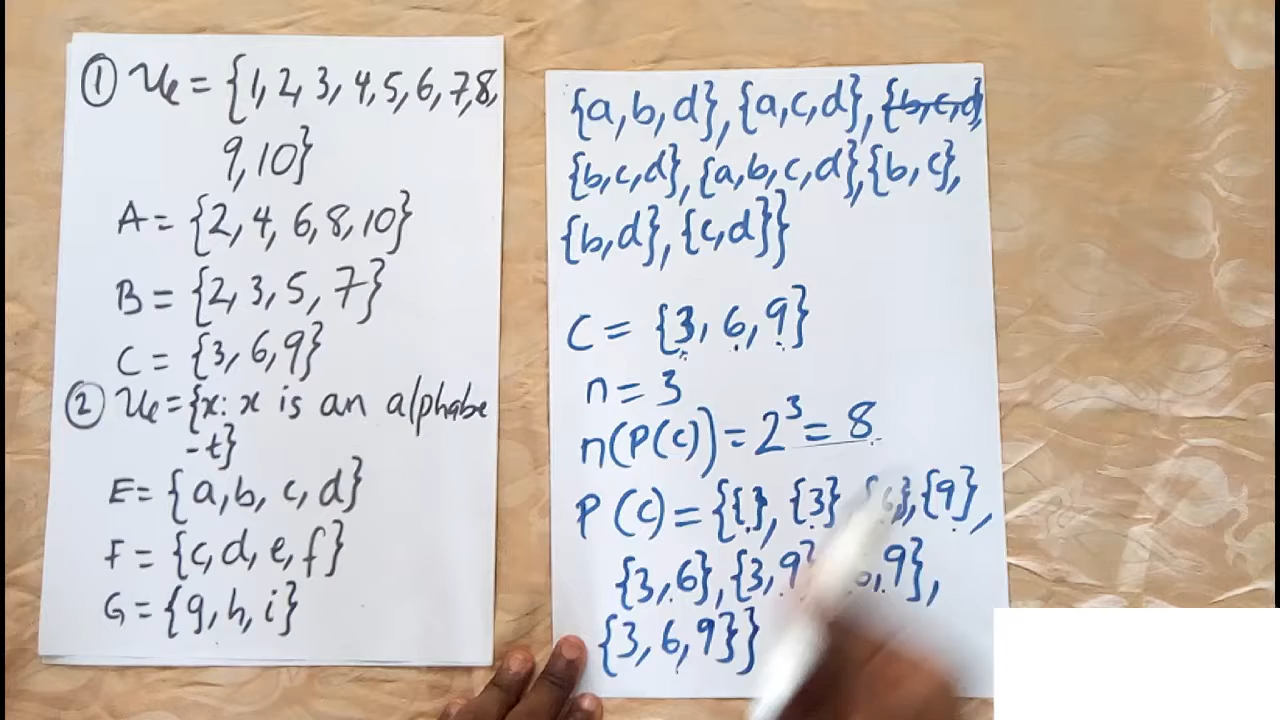 ① 𝒰 = {1, 2, 3, 4, 5, 6, 7, 8,
9, 10}
A = {2, 4, 6, 8, 10}
B = {2, 3, 5, 7}
C = {3, 6, 9}
② 𝒰 = {x: x is an alphabe
-t}
E = {a, b, c, d}
F = {c, d, e, f}
G = {g, h, i}
{a, b, d}, {a, c, d}, {b, c, d},
{b, c, d}, {a, b, c, d}, {b, c},
{b, d}, {c, d}}
C = {3, 6, 9}
n = 3
n(P(C)) = 2³ = 8
P(C) = {{}, {3}, {6}, {9},
{3, 6}, {3, 9} 9},
{3, 6, 9}}